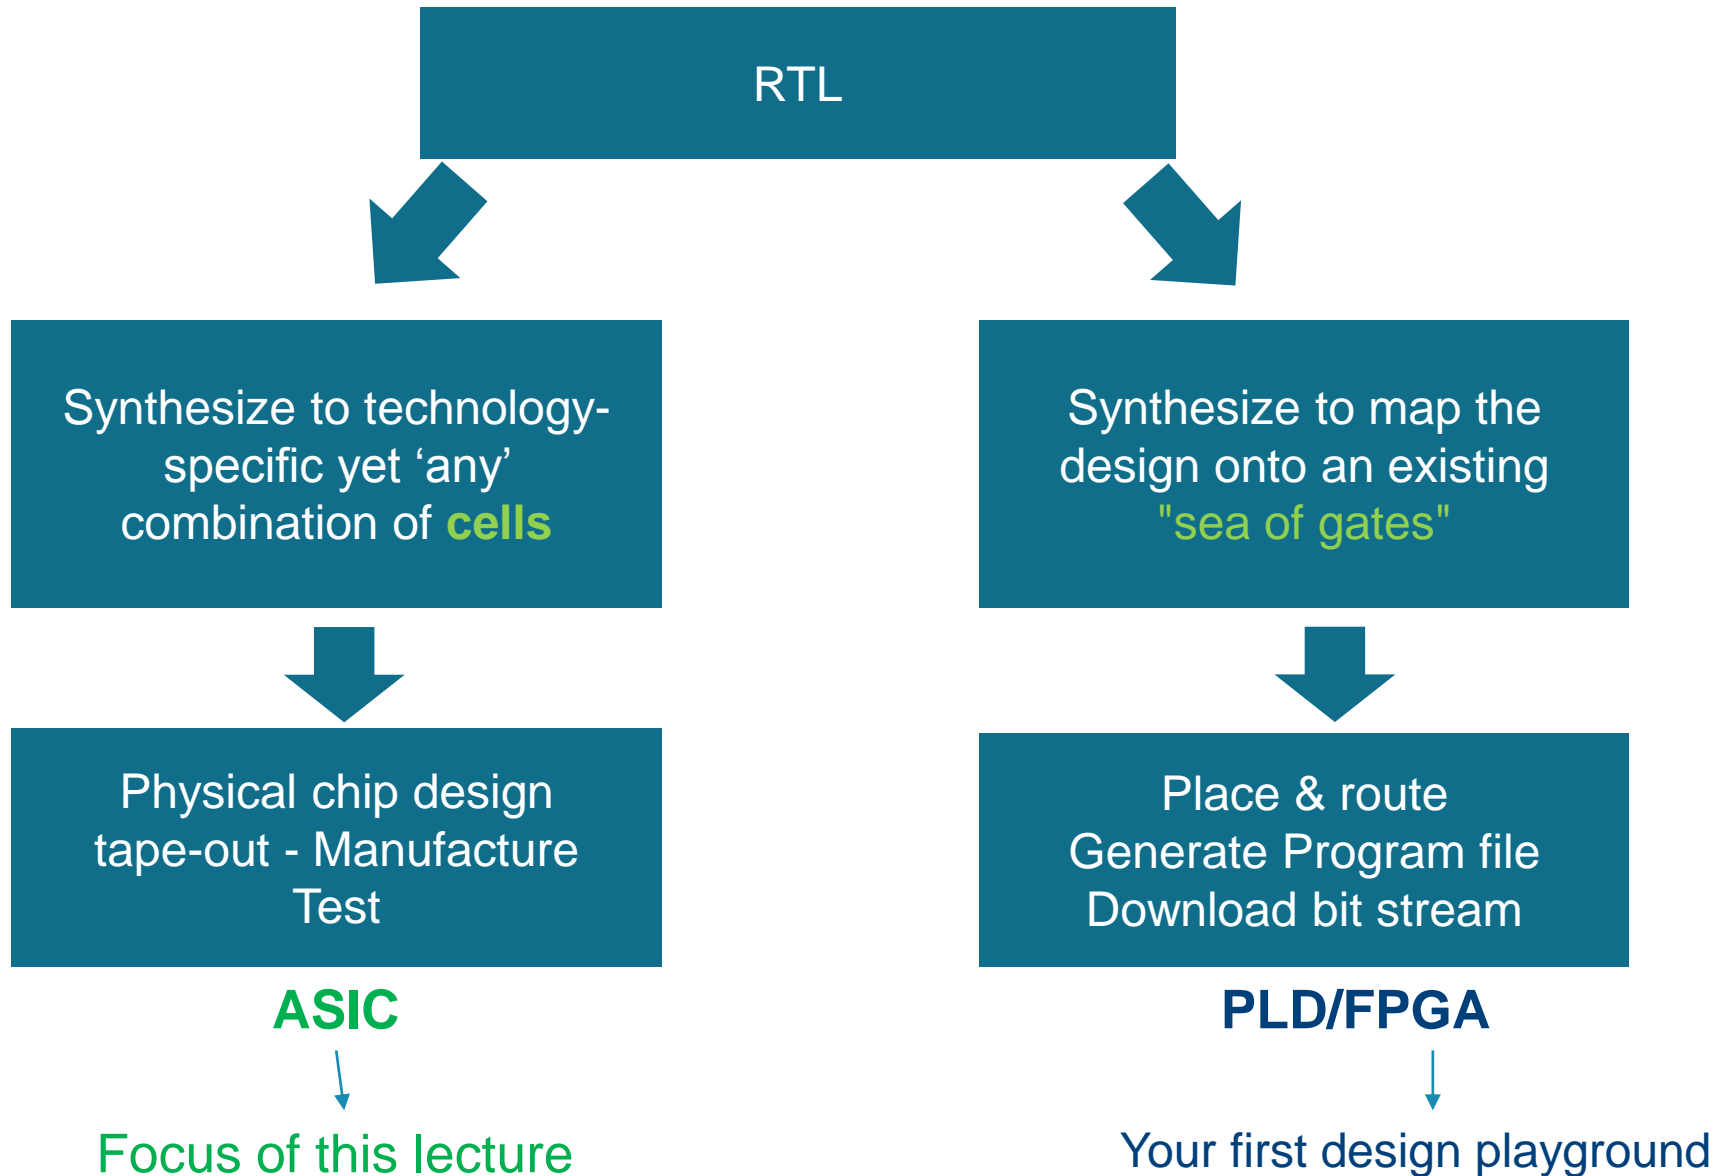 RTL
Synthesize to technology-
specific yet ‘any’
combination of cells
Synthesize to map the
design onto an existing
"sea of gates"
Physical chip design
tape-out - Manufacture
Test
Place & route
Generate Program file
Download bit stream
ASIC
PLD/FPGA
Focus of this lecture
Your first design playground